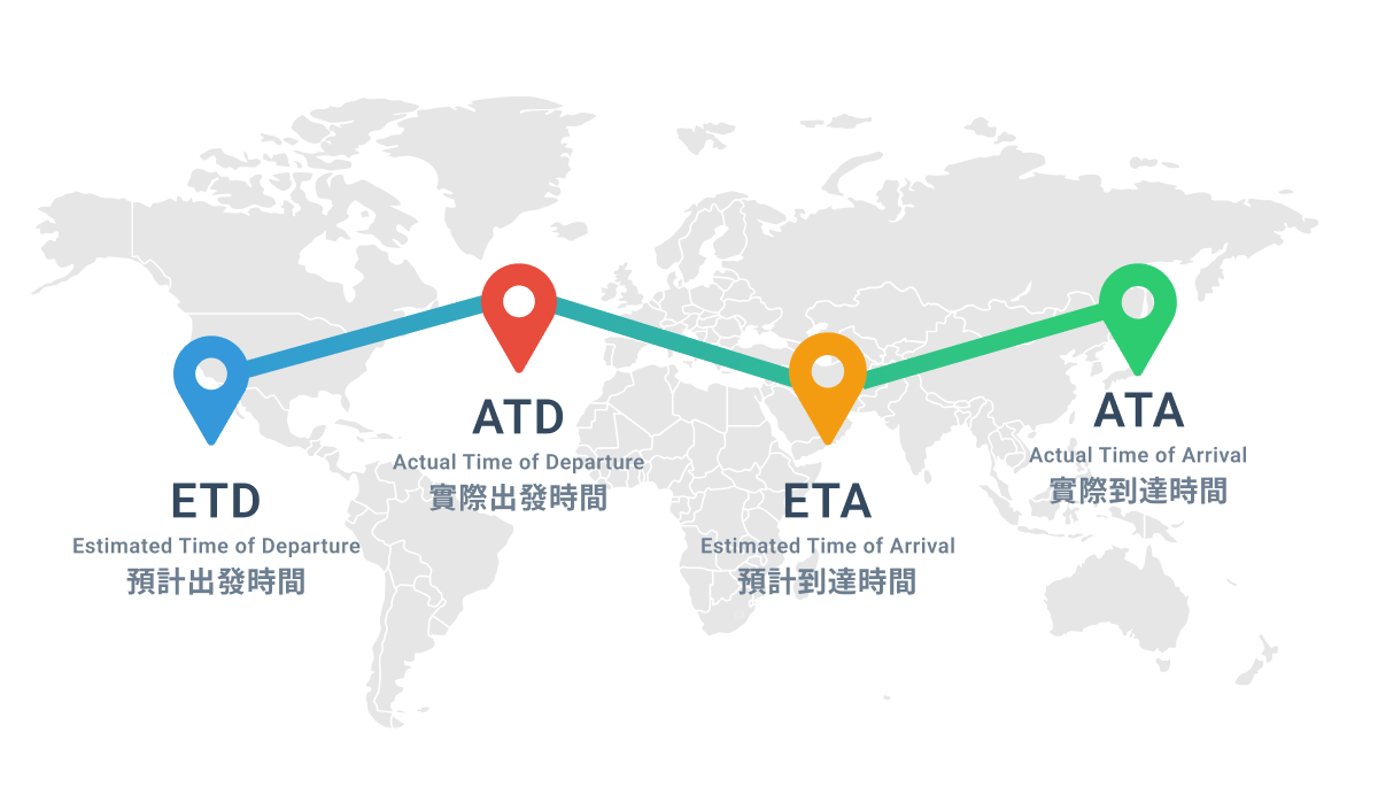 ETD
Estimated Time of Departure
預計出發時間
ATD
Actual Time of Departure
實際出發時間
ETA
Estimated Time of Arrival
預計到達時間
ATA
Actual Time of Arrival
實際到達時間